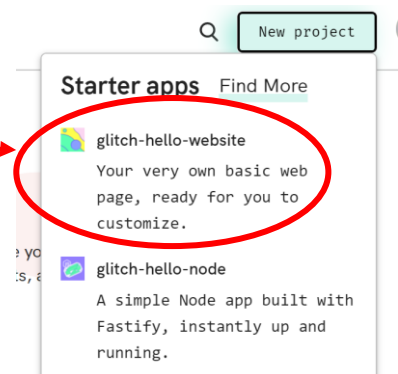 New project
Starter apps Find More
glitch-hello-website
Your very own basic web
page, ready for you to
customize.
glitch-hello-node
A simple Node app built with
Fastify, instantly up and
running.